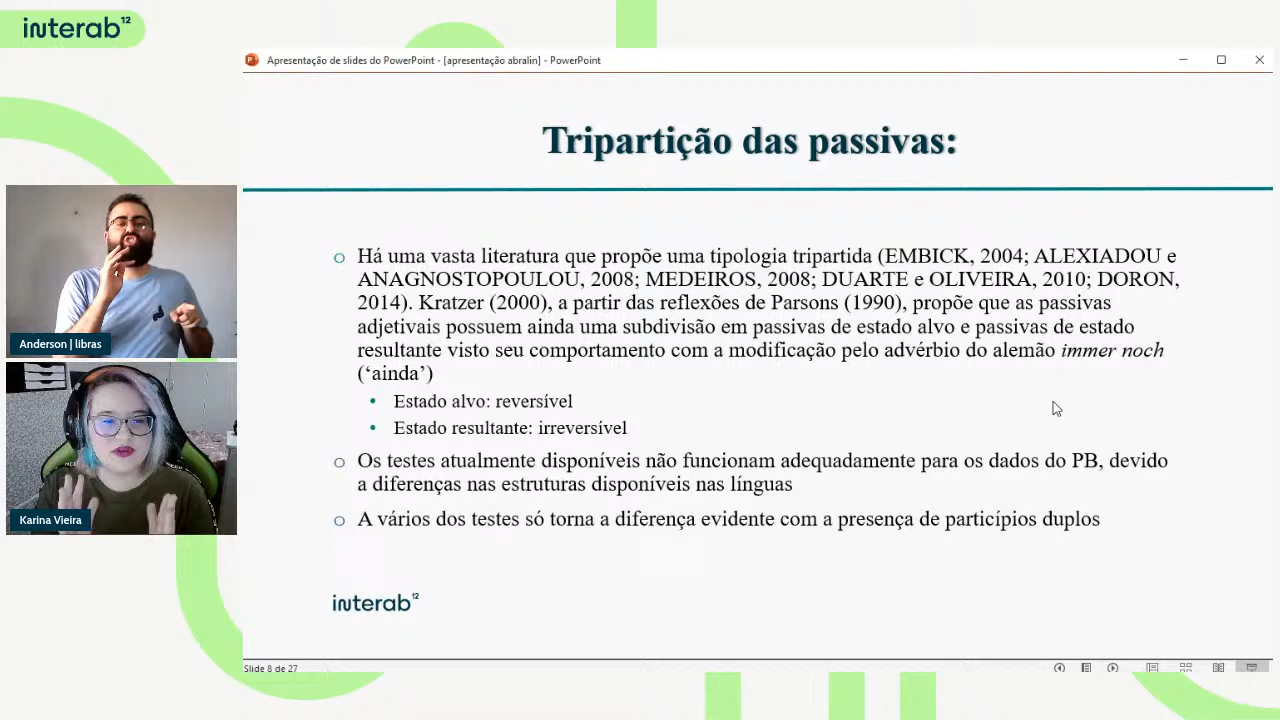 interab¹²
Apresentação de slides do PowerPoint - [apresentação abralin] - PowerPoint
Tripartição das passivas:
Há uma vasta literatura que propõe uma tipologia tripartida (EMBICK, 2004; ALEXIADOU e
ANAGNOSTOPOULOU, 2008; MEDEIROS, 2008; DUARTE e OLIVEIRA, 2010; DORON,
2014). Kratzer (2000), a partir das reflexões de Parsons (1990), propõe que as passivas
adjetivais possuem ainda uma subdivisão em passivas de estado alvo e passivas de estado
resultante visto seu comportamento com a modificação pelo advérbio do alemão immer noch
(‘ainda’)
• Estado alvo: reversível
• Estado resultante: irreversível
Os testes atualmente disponíveis não funcionam adequadamente para os dados do PB, devido
a diferenças nas estruturas disponíveis nas línguas
A vários dos testes só torna a diferença evidente com a presença de particípios duplos
interab¹²
Slide 8 de 27
Anderson | libras
Karina Vieira